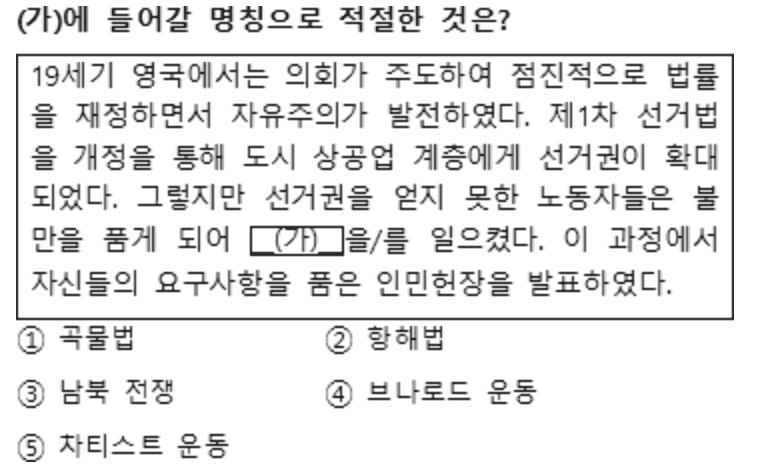 (가)에 들어갈 명칭으로 적절한 것은?
19세기 영국에서는 의회가 주도하여 점진적으로 법률
을 재정하면서 자유주의가 발전하였다. 제1차 선거법
을 개정을 통해 도시 상공업 계층에게 선거권이 확대
되었다. 그렇지만 선거권을 얻지 못한 노동자들은 불
만을 품게 되어 (가) 을/를 일으켰다. 이 과정에서
자신들의 요구사항을 품은 인민헌장을 발표하였다.
① 곡물법 ② 항해법
③ 남북 전쟁 ④ 브나로드 운동
⑤ 차티스트 운동